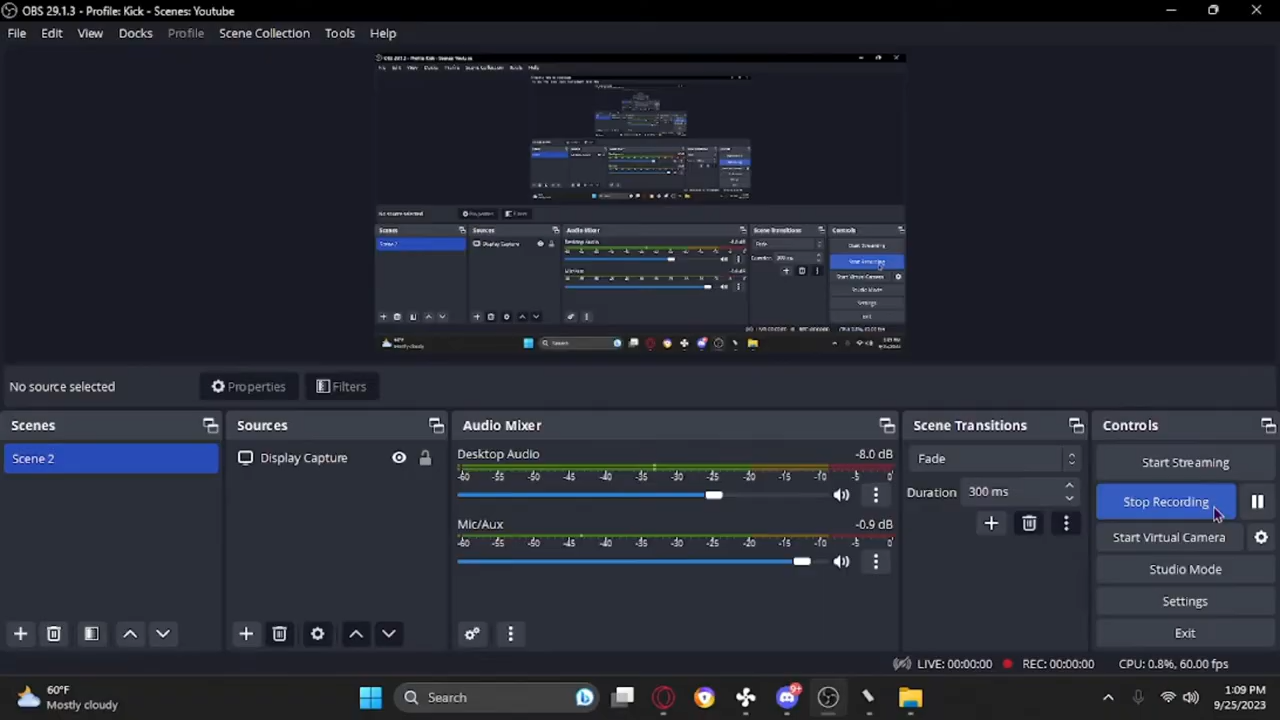 OBS 29.1.3 - Profile: Kick - Scenes: Youtube
File Edit View Docks Profile Scene Collection Tools Help
No source selected Properties Filters
Scenes Sources Audio Mixer Scene Transitions Controls
Scene 2
Display Capture
Desktop Audio -8.0 dB
-60 -55 -50 -45 -40 -35 -30 -25 -20 -15 -10 -5 0
Mic/Aux -0.9 dB
-60 -55 -50 -45 -40 -35 -30 -25 -20 -15 -10 -5 0
Fade
Duration 300 ms
Start Streaming
Stop Recording
Start Virtual Camera
Studio Mode
Settings
Exit
LIVE: 00:00:00 REC: 00:00:00 CPU: 0.8%, 60.00 fps
60°F
Mostly cloudy
Search
9+
1:09 PM
9/25/2023